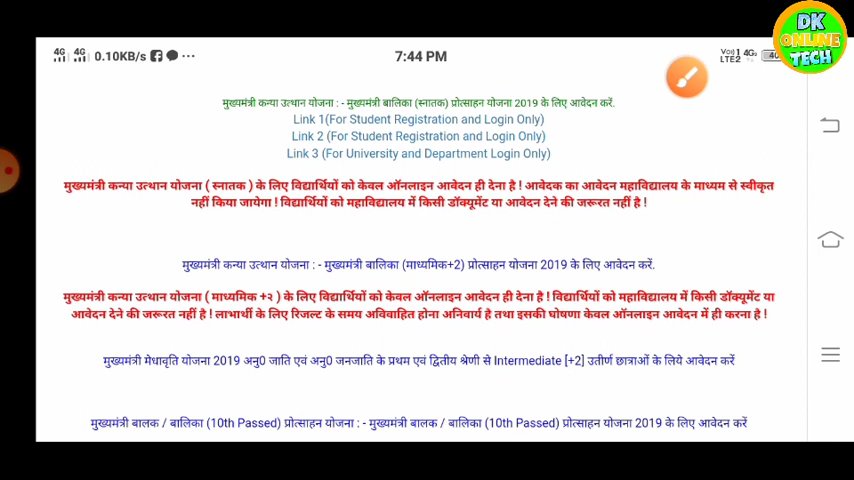 DK
ONLINE
TECH
4G 4G 0.10KB/s
7:44 PM
LTE2
मुख्यमंत्री कन्या उत्थान योजना : - मुख्यमंत्री बालिका (स्नातक) प्रोत्साहन योजना 2019 के लिए आवेदन करें.
Link 1(For Student Registration and Login Only)
Link 2 (For Student Registration and Login Only)
Link 3 (For University and Department Login Only)
मुख्यमंत्री कन्या उत्थान योजना ( स्नातक ) के लिए विद्यार्थियों को केवल ऑनलाइन आवेदन ही देना है ! आवेदक का आवेदन महाविद्यालय के माध्यम से स्वीकृत
नहीं किया जायेगा ! विद्यार्थियों को महाविद्यालय में किसी डॉक्यूमेंट या आवेदन देने की जरूरत नहीं है !
मुख्यमंत्री कन्या उत्थान योजना : - मुख्यमंत्री बालिका (माध्यमिक+2) प्रोत्साहन योजना 2019 के लिए आवेदन करें.
मुख्यमंत्री कन्या उत्थान योजना ( माध्यमिक +२ ) के लिए विद्यार्थियों को केवल ऑनलाइन आवेदन ही देना है ! विद्यार्थियों को महाविद्यालय में किसी डॉक्यूमेंट या
आवेदन देने की जरूरत नहीं है ! लाभार्थी के लिए रिजल्ट के समय अविवाहित होना अनिवार्य है तथा इसकी घोषणा केवल ऑनलाइन आवेदन में ही करना है !
मुख्यमंत्री मेधावृति योजना 2019 अनु0 जाति एवं अनु0 जनजाति के प्रथम एवं द्वितीय श्रेणी से Intermediate [+2] उतीर्ण छात्राओं के लिये आवेदन करें
मुख्यमंत्री बालक / बालिका (10th Passed) प्रोत्साहन योजना : - मुख्यमंत्री बालक / बालिका (10th Passed) प्रोत्साहन योजना 2019 के लिए आवेदन करें